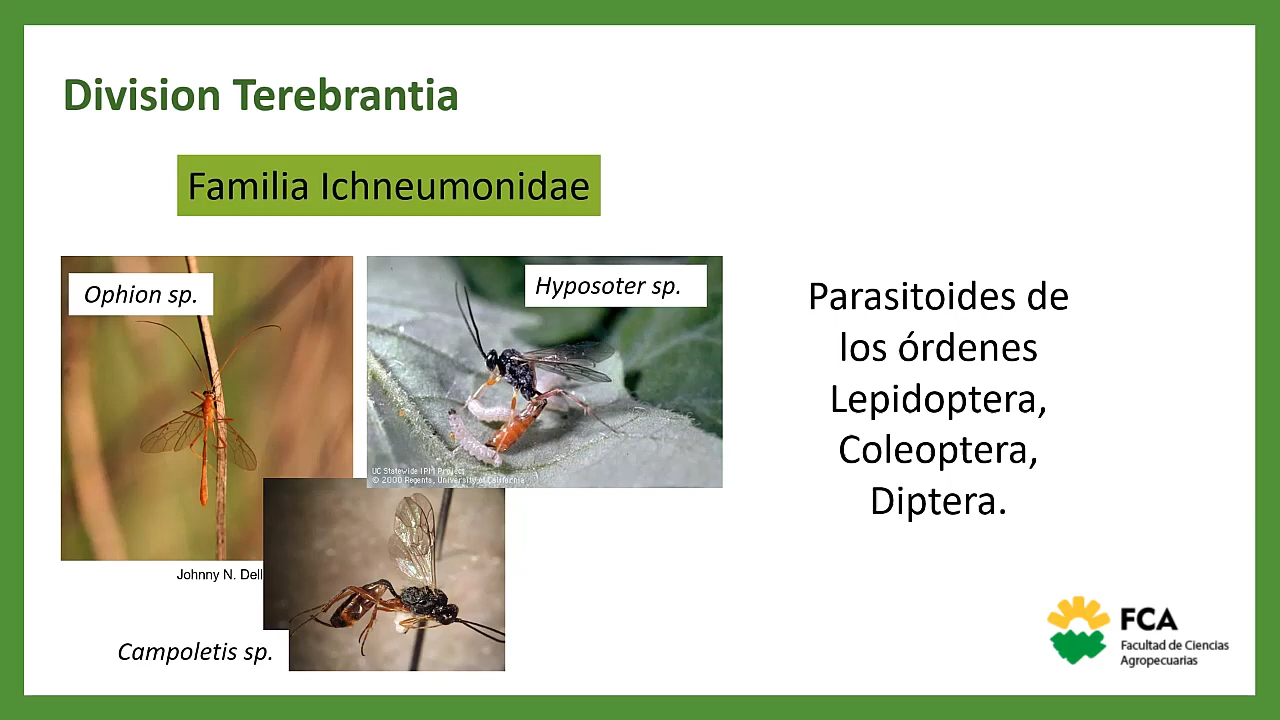 Division Terebrantia
Familia Ichneumonidae
Ophion sp.
Hyposoter sp.
Parasitoides de
los órdenes
Lepidoptera,
Coleoptera,
Diptera.
UC Statewide IPM Project
© 2000 Regents, University of California
Johnny N. Dell
Campoletis sp.
FCA
Facultad de Ciencias
Agropecuarias